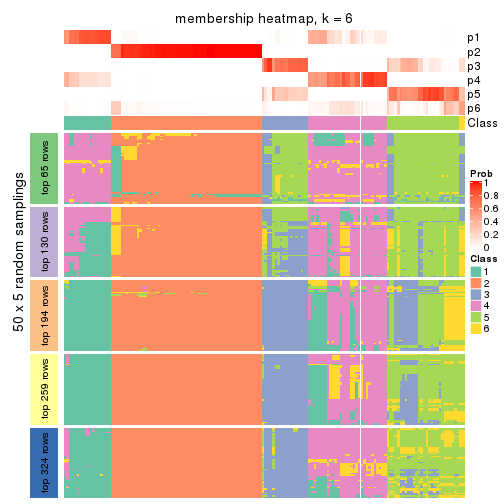 membership heatmap, k = 6
p1
p2
p3
p4
p5
p6
Class
50 x 5 random samplings
top 65 rows
top 130 rows
top 194 rows
top 259 rows
top 324 rows
Prob
1
0.8
0.6
0.4
0.2
0
Class
1
2
3
4
5
6